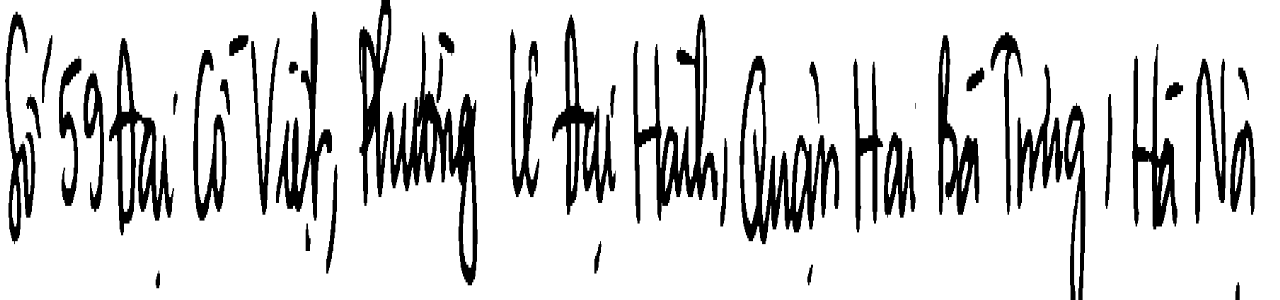 Số 59 Đại Cồ Việt, Phường Lê Đại Hành, Quận Hai Bà Trưng, Hà Nội